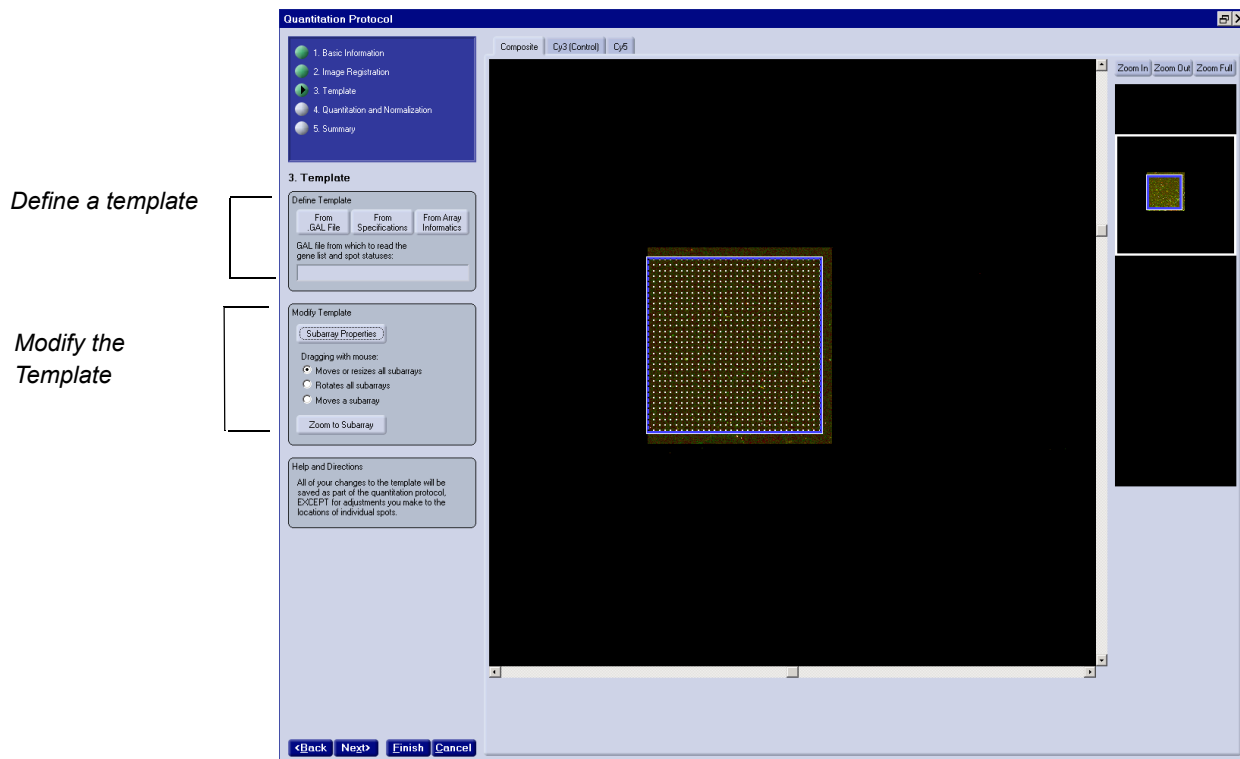 Quantitation Protocol
1. Basic Information
2. Image Registration
3. Template
4. Quantitation and Normalization
5. Summary
Composite
Cy3 (Control)
Cy5
Zoom In
Zoom Out
Zoom Full
3. Template
Define a template
Define Template
From
.GAL File
From
Specifications
From Array
Informatics
GAL file from which to read the
gene list and spot statuses:
Modify the
Template
Modify Template
Subarray Properties
Dragging with mouse:
Moves or resizes all subarrays
Rotates all subarrays
Moves a subarray
Zoom to Subarray
Help and Directions
All of your changes to the template will be
saved as part of the quantitation protocol,
EXCEPT for adjustments you make to the
locations of individual spots.
<Back
Next>
Finish
Cancel